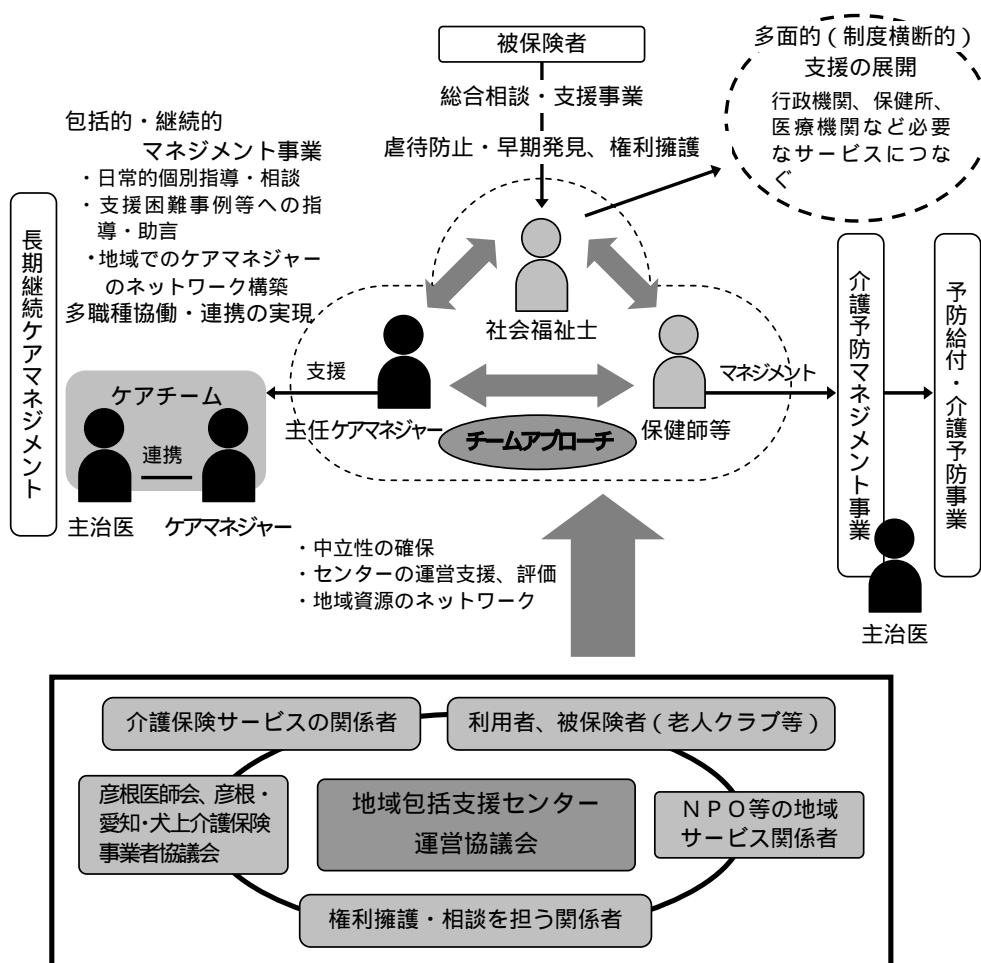 被保険者
総合相談・支援事業
虐待防止・早期発見、権利擁護
多面的(制度横断的)
支援の展開
行政機関、保健所、
医療機関など必要
なサービスにつな
ぐ
包括的・継続的
マネジメント事業
・日常的個別指導・相談
・支援困難事例等への指
導・助言
・地域でのケアマネジャー
のネットワーク構築
多職種協働・連携の実現
長期継続ケアマネジメント
社会福祉士
支援
主任ケアマネジャー
チームアプローチ
保健師等
マネジメント
介護予防マネジメント事業
予防給付・介護予防事業
主治医
ケアチーム
連携
主治医
ケアマネジャー
・中立性の確保
・センターの運営支援、評価
・地域資源のネットワーク
介護保険サービスの関係者
利用者、被保険者(老人クラブ等)
彦根医師会、彦根・
愛知・犬上介護保険
事業者協議会
地域包括支援センター
運営協議会
NPO等の地域
サービス関係者
権利擁護・相談を担う関係者